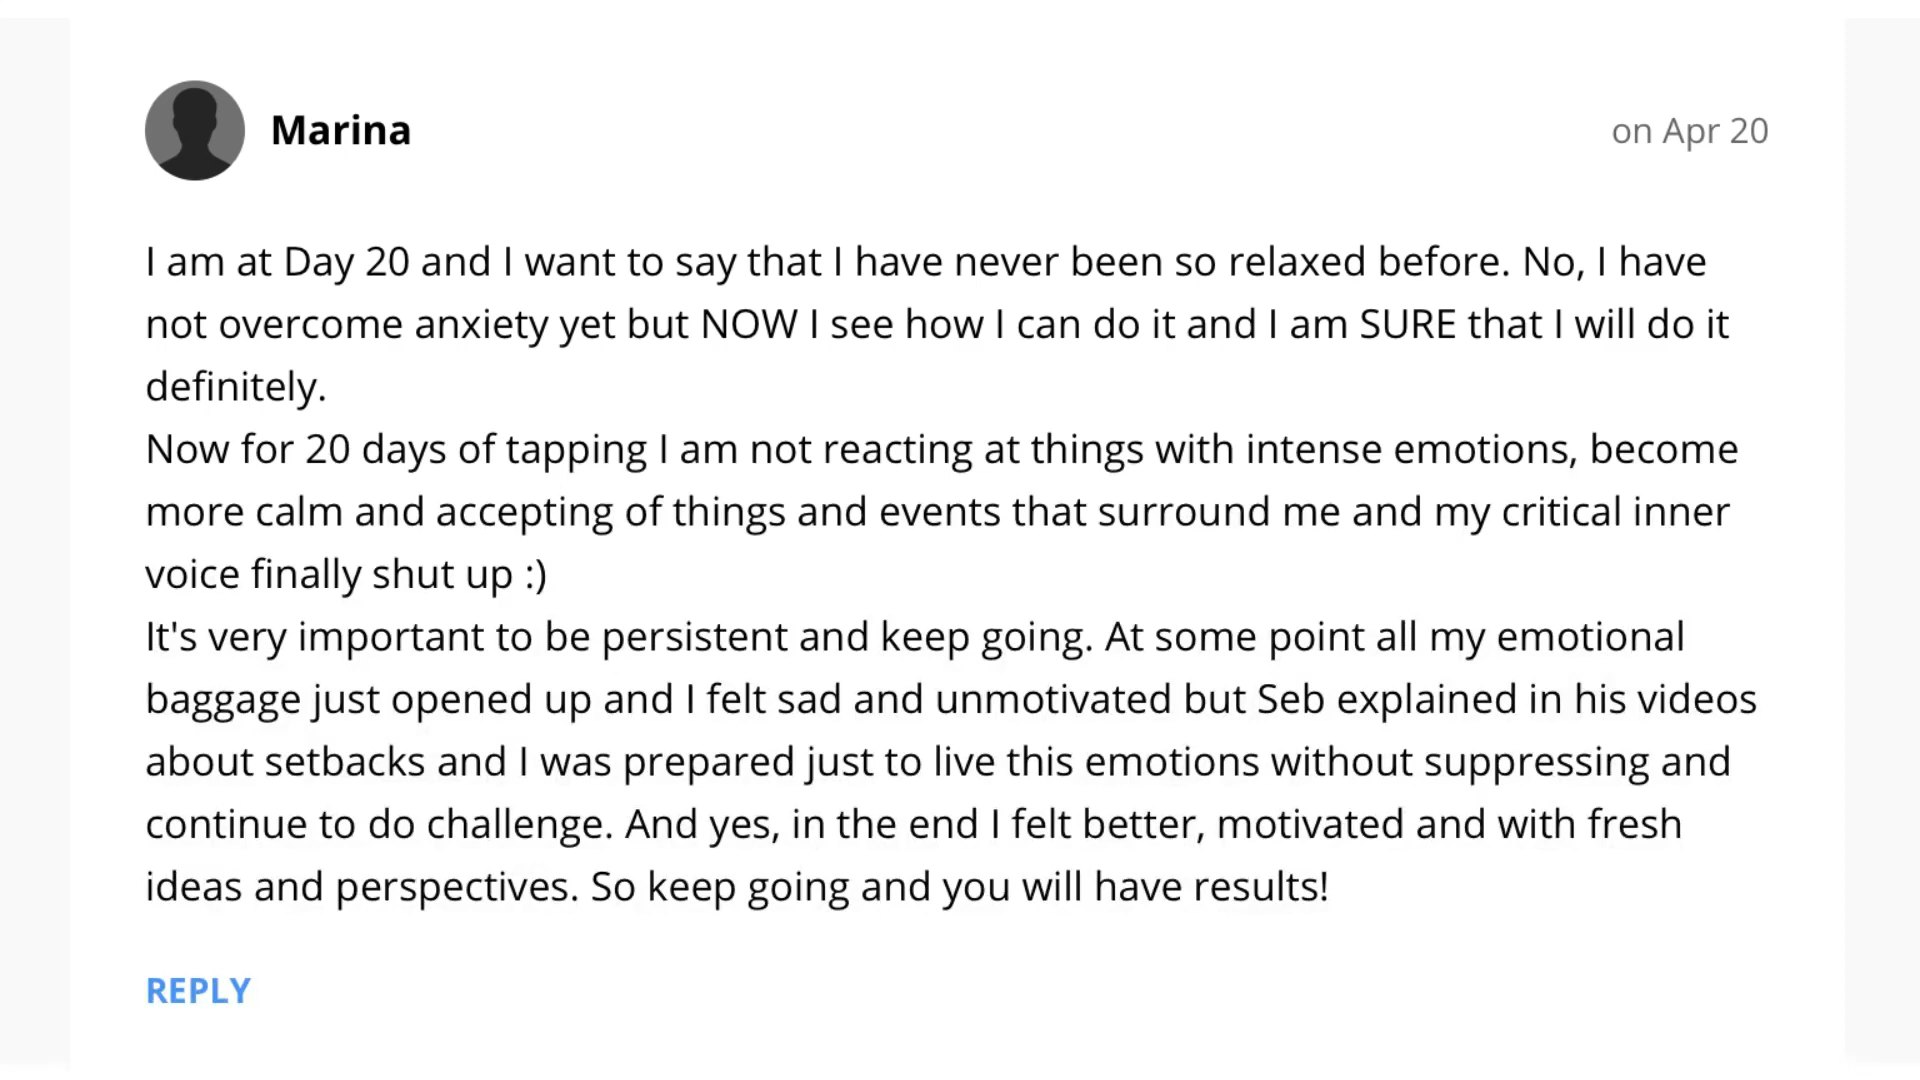 Marina
on Apr 20
I am at Day 20 and I want to say that I have never been so relaxed before. No, I have
not overcome anxiety yet but NOW I see how I can do it and I am SURE that I will do it
definitely.
Now for 20 days of tapping I am not reacting at things with intense emotions, become
more calm and accepting of things and events that surround me and my critical inner
voice finally shut up :)
It's very important to be persistent and keep going. At some point all my emotional
baggage just opened up and I felt sad and unmotivated but Seb explained in his videos
about setbacks and I was prepared just to live this emotions without suppressing and
continue to do challenge. And yes, in the end I felt better, motivated and with fresh
ideas and perspectives. So keep going and you will have results!
REPLY